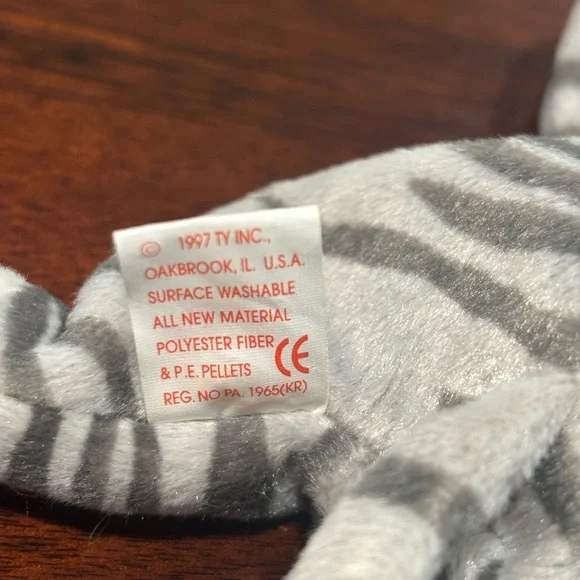 © 1997 TY INC.,
OAKBROOK, IL. U.S.A.
SURFACE WASHABLE
ALL NEW MATERIAL
POLYESTER FIBER
& P.E. PELLETS CE
REG. NO PA. 1965(KR)